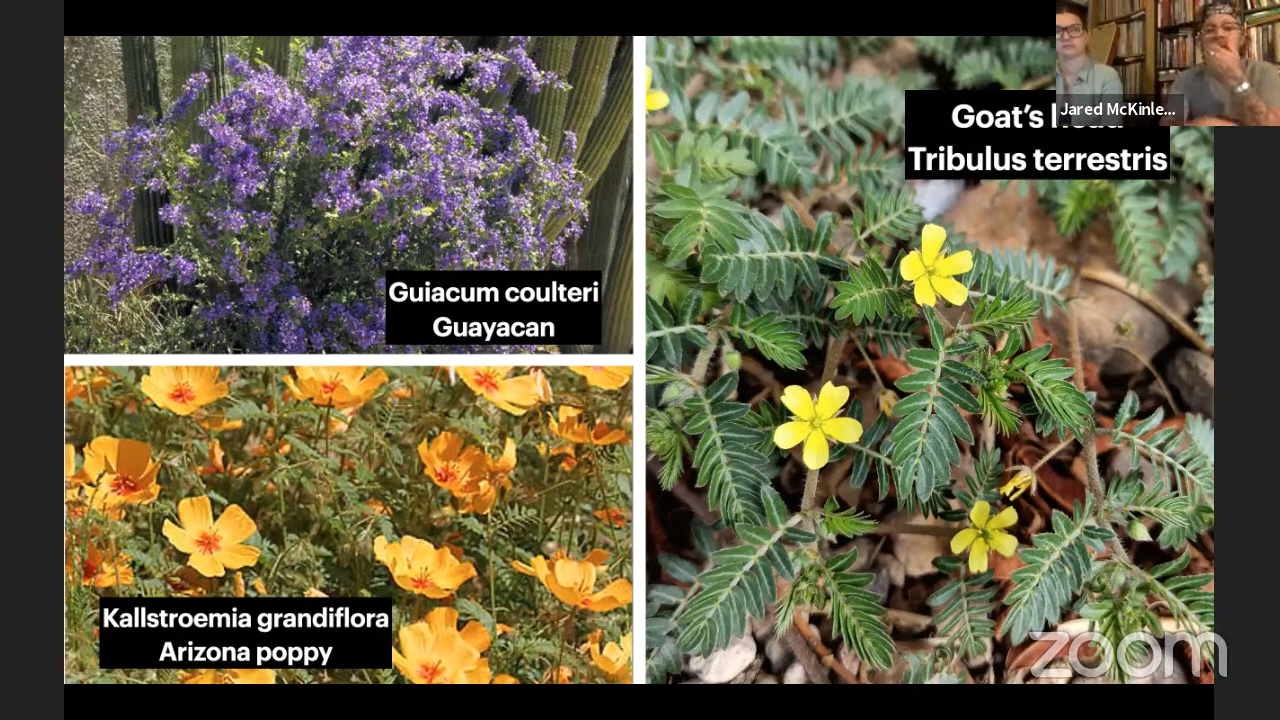 Guiacum coulteri
Guayacan
Kallstroemia grandiflora
Arizona poppy
Jared McKinle...
Goat's
Tribulus terrestris
zoom